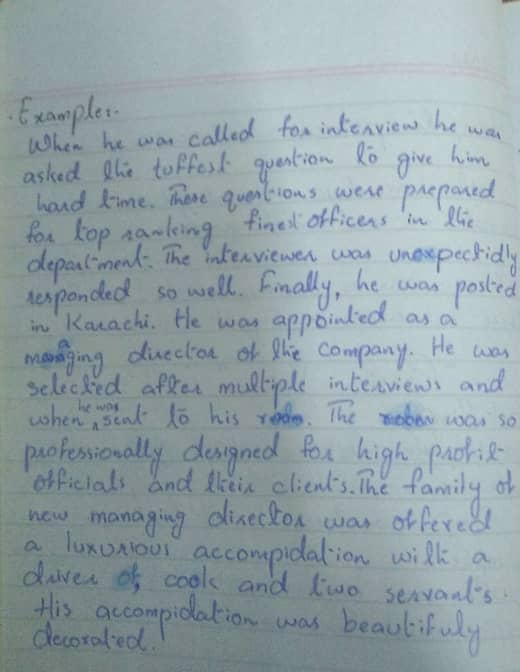 Example:-
When he was called for interview he was
asked the toffest question to give him
hard time. These questions were prepared
for top ranking finest officers in the
department. The interviewer was unexpectidly
responded so well. Finally, he was posted
in Karachi. He was appointed as a
managing director of the company. He was
selected after multiple interviews and
when he was sent to his room. The room was so
professionally designed for high profil
officials and their clients. The family of
new managing director was offered
a luxurious accompidation with a
driver of, cook and two servants.
His accompidation was beautifuly
decorated.